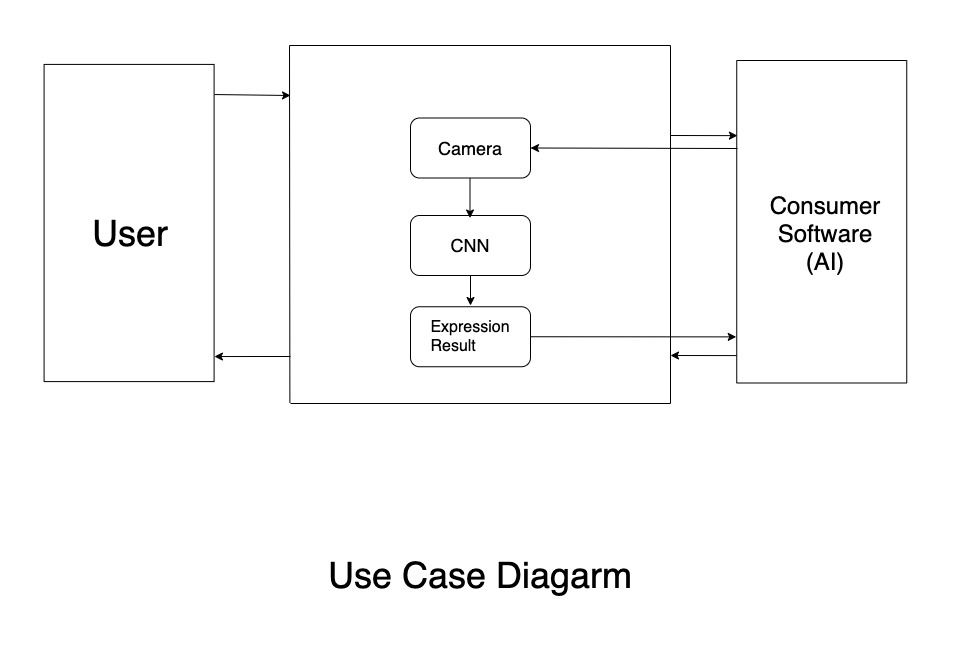 User
Camera
CNN
Expression
Result
Consumer
Software
(AI)
Use Case Diagarm